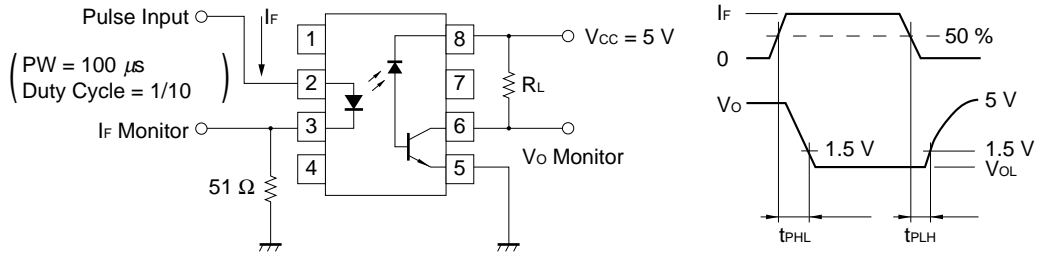 Pulse Input
IF
( PW = 100 μs
Duty Cycle = 1/10 )
IF Monitor
51 Ω
1
2
3
4
8
7
6
5
VCC = 5 V
RL
VO Monitor
IF
0
50 %
VO
5 V
1.5 V
1.5 V
VOL
tPHL
tPLH